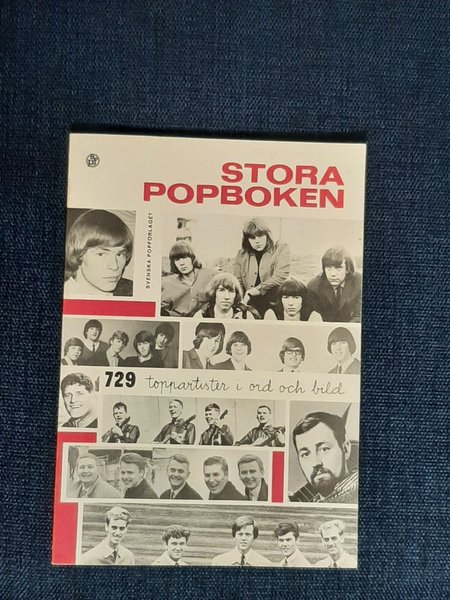 STORA
POPBOKEN
SVENSKA POPFÖRLAGET
729 toppartister i ord och bild